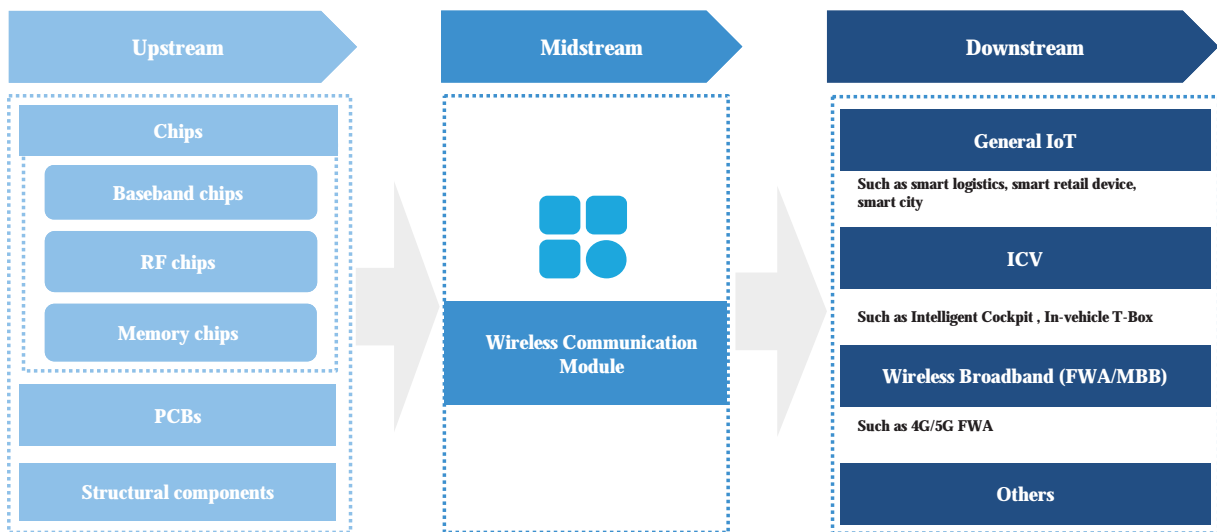 Upstream
Midstream
Downstream
Chips
Baseband chips
RF chips
Memory chips
PCBs
Structural components
Wireless Communication
Module
General IoT
Such as smart logistics, smart retail device,
smart city
ICV
Such as Intelligent Cockpit , In-vehicle T-Box
Wireless Broadband (FWA/MBB)
Such as 4G/5G FWA
Others